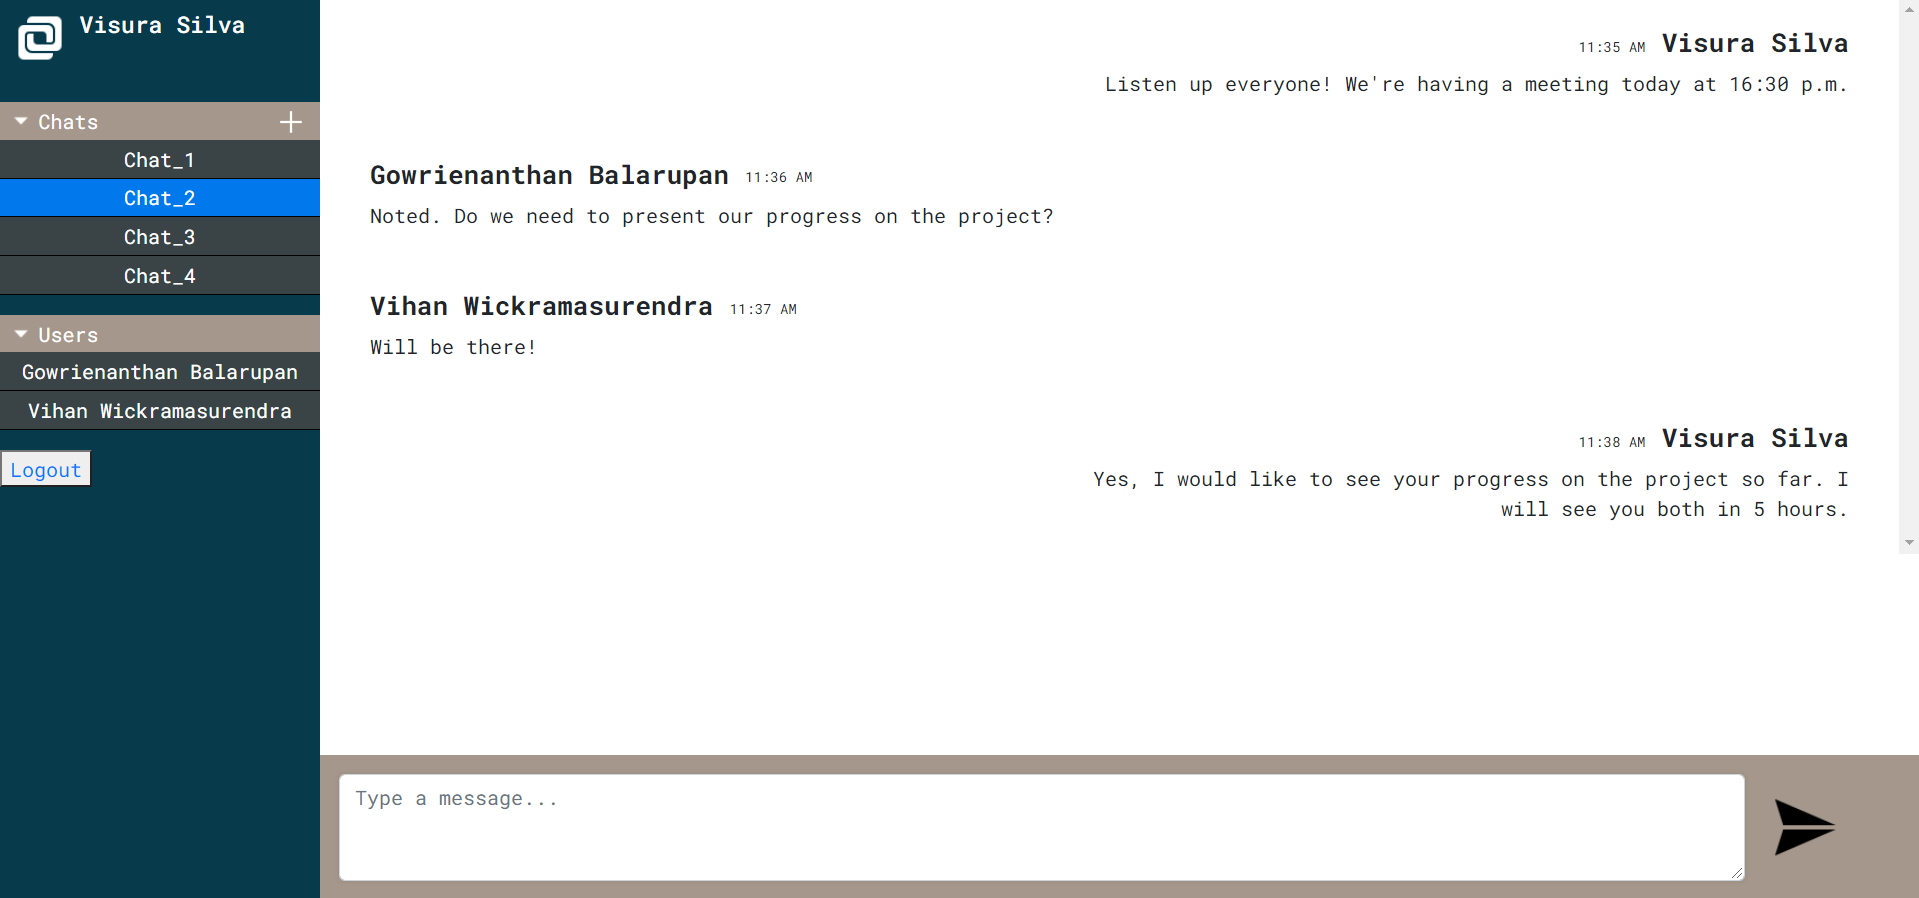 Visura Silva
Chats
Chat_1
Chat_2
Chat_3
Chat_4
Users
Gowrienanthan Balarupan
Vihan Wickramasurendra
Logout
11:35 AM Visura Silva
Listen up everyone! We're having a meeting today at 16:30 p.m.
Gowrienanthan Balarupan 11:36 AM
Noted. Do we need to present our progress on the project?
Vihan Wickramasurendra 11:37 AM
Will be there!
11:38 AM Visura Silva
Yes, I would like to see your progress on the project so far. I
will see you both in 5 hours.
Type a message...